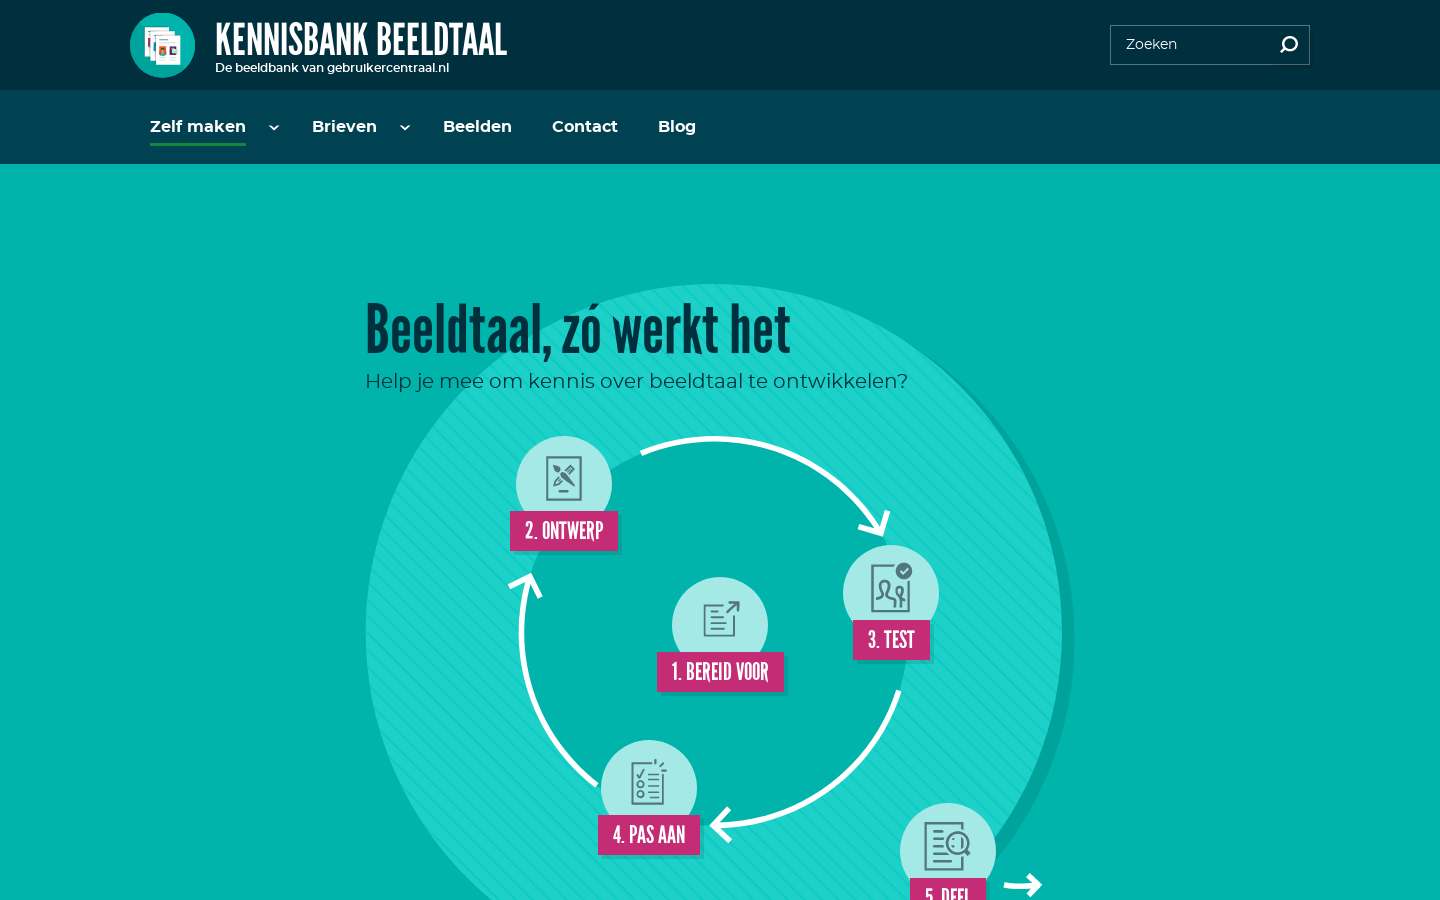 KENNISBANK BEELDTAAL
De beeldbank van gebruikercentraal.nl
Zoeken
Zelf maken
Brieven
Beelden
Contact
Blog
Beeldtaal, zó werkt het
Help je mee om kennis over beeldtaal te ontwikkelen?
2. ONTWERP
3. TEST
1. BEREID VOOR
4. PAS AAN
5. DEEL